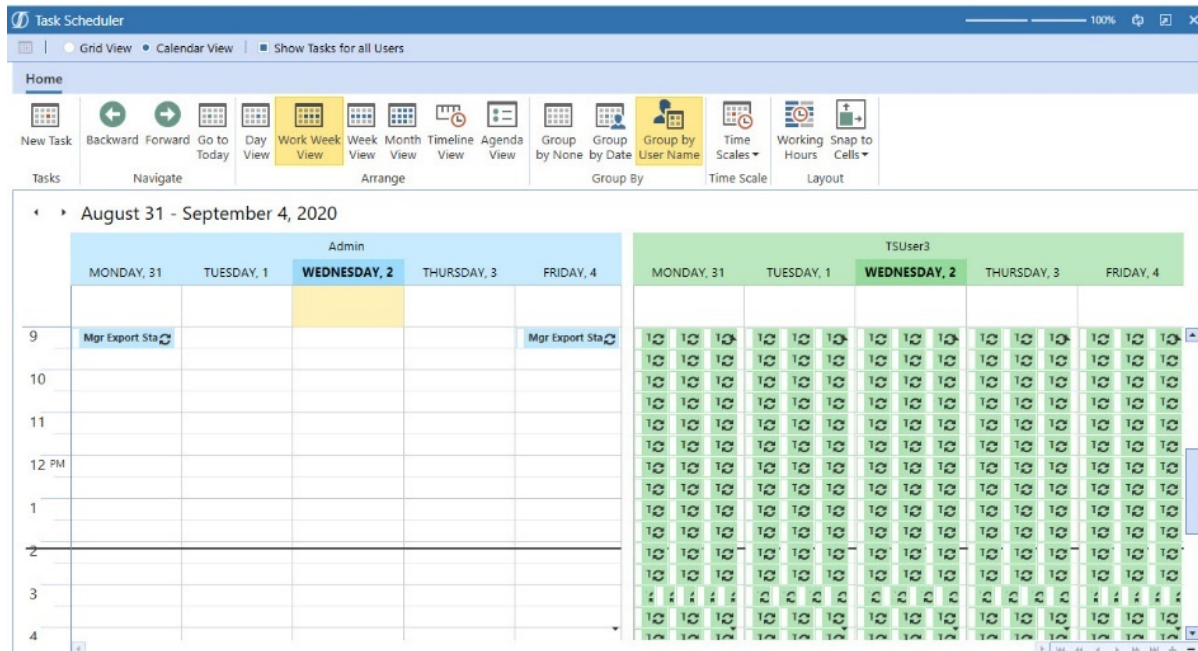 Task Scheduler 100%
Grid View Calendar View Show Tasks for all Users
Home
New Task Backward Forward Go to Today Day View Work Week View Week View Month View Timeline View Agenda View Group by None Group by Date Group by User Name Time Scales Working Hours Snap to Cells
Tasks Navigate Arrange Group By Time Scale Layout
August 31 - September 4, 2020
Admin TSUser3
MONDAY, 31 TUESDAY, 1 WEDNESDAY, 2 THURSDAY, 3 FRIDAY, 4 MONDAY, 31 TUESDAY, 1 WEDNESDAY, 2 THURSDAY, 3 FRIDAY, 4
9 Mgr Export Sta Mgr Export Sta
10
11
12 PM
1
2
3
4